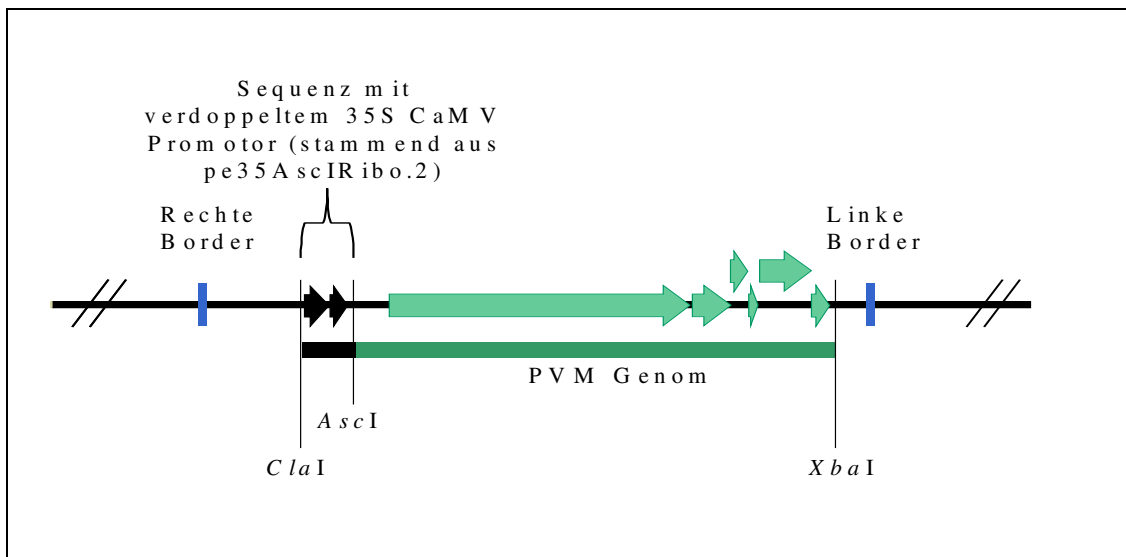 Sequenz mit
verdoppeltem 35S CaMV
Promotor (stammend aus
pe35AscIRibo.2)
Rechte
Border
Linke
Border
PVM Genom
AscI
ClaI
XbaI